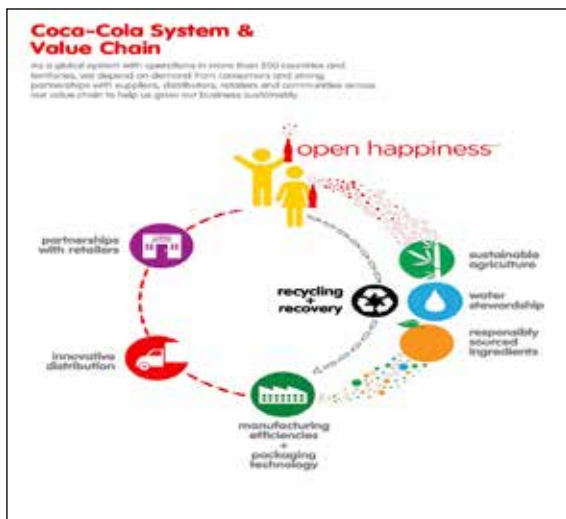 Coca-Cola System &
Value Chain
As a global system with operations in more than 200 countries and
territories, we depend on demand from consumers and strong
partnerships with suppliers, distributors, retailers and communities across
our value chain to help us grow our business sustainably.
open happiness
partnerships
with retailers
sustainable
agriculture
recycling
+
recovery
water
stewardship
responsibly
sourced
ingredients
innovative
distribution
manufacturing
efficiencies
+
packaging
technology